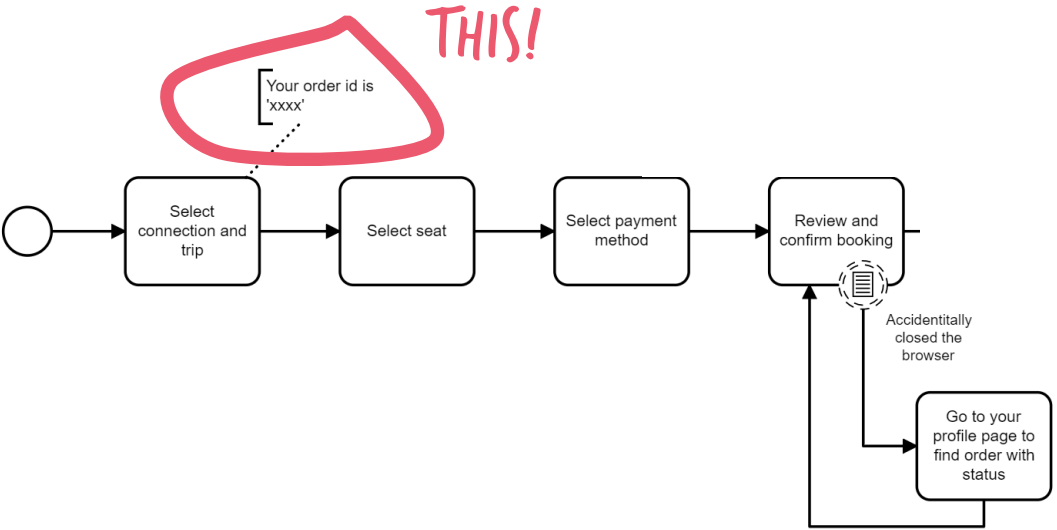 THIS!
Your order id is
'xxxx'
Select
connection and
trip
Select seat
Select payment
method
Review and
confirm booking
Accidentitally
closed the
browser
Go to your
profile page to
find order with
status